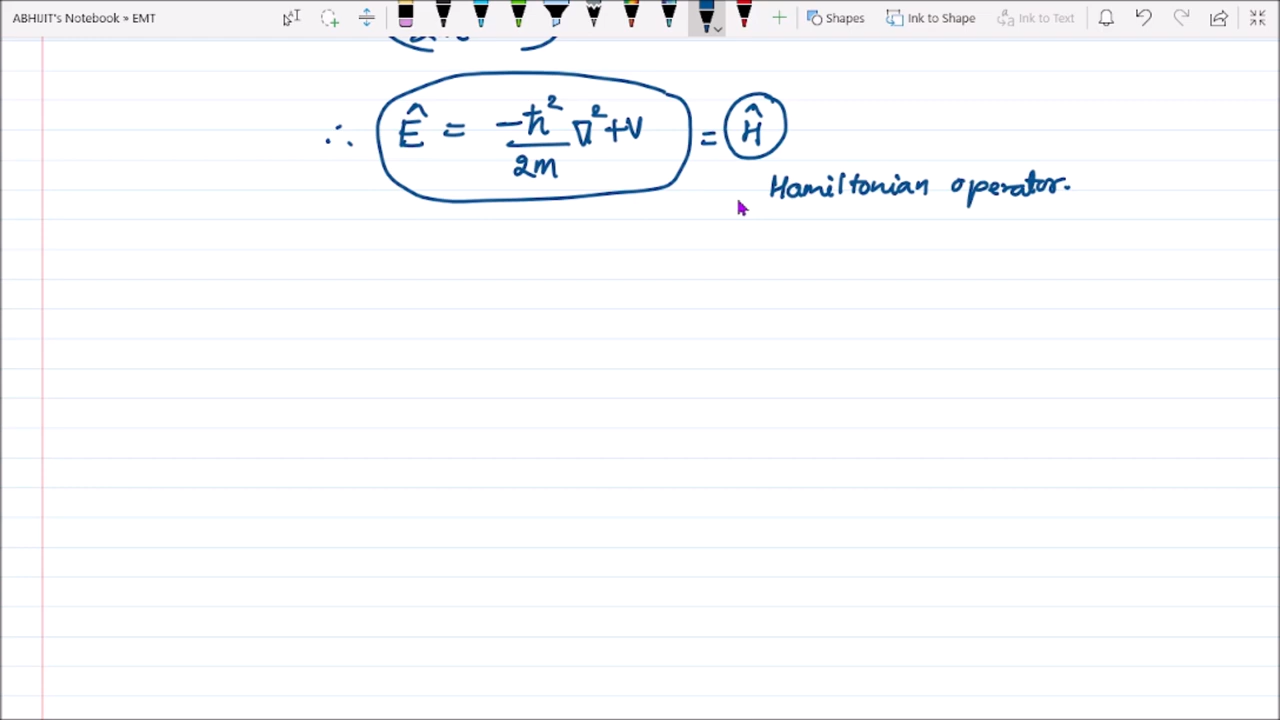 ABHIJIT's Notebook » EMT
Shapes
Ink to Shape
Ink to Text
∴ Ê = -ħ²/2m ∇² + V = Ĥ
Hamiltonian operator.